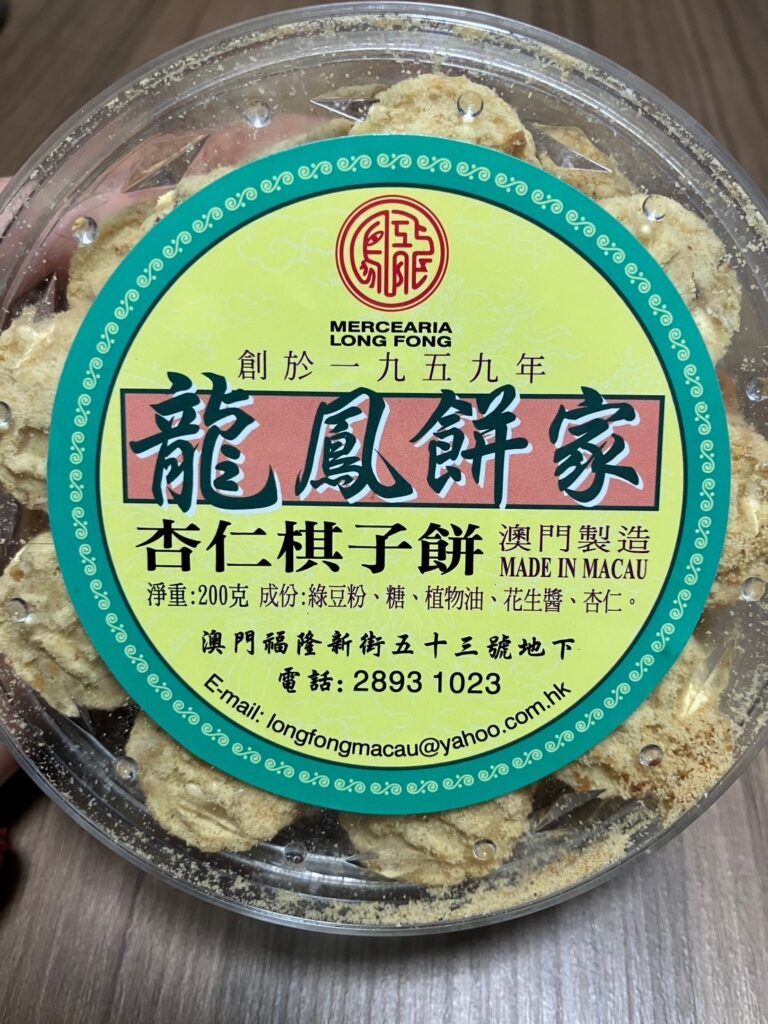 龍鳳
MERCEARIA
LONG FONG
創於一九五九年
龍鳳餅家
杏仁棋子餅
澳門製造
MADE IN MACAU
淨重:200克 成份:綠豆粉、糖、植物油、花生醬、杏仁。
澳門福隆新街五十三號地下
電話: 2893 1023
E-mail: longfongmacau@yahoo.com.hk